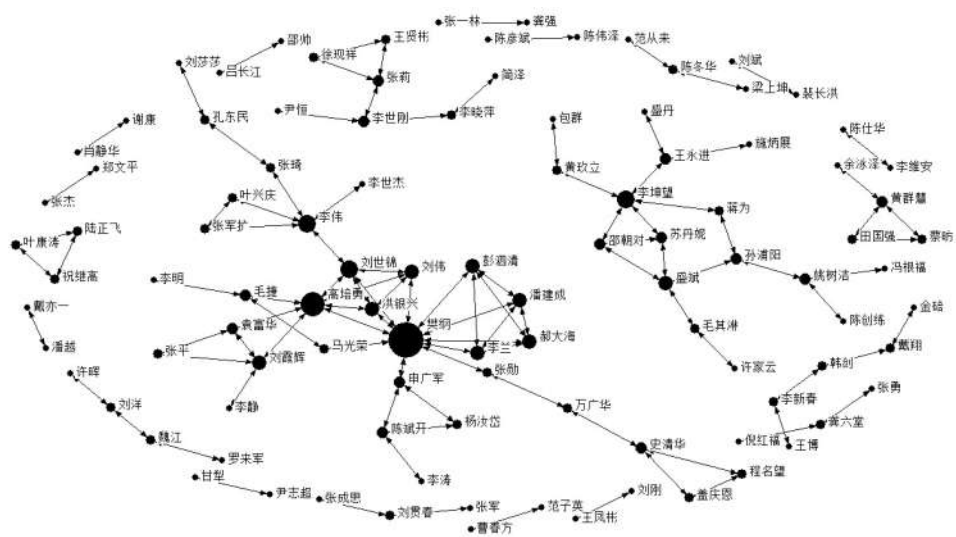 张一林
龚强
邵帅
王贤彬
陈彦斌
陈伟泽
范从来
徐现祥
刘莎莎
吕长江
刘斌
陈冬华
张莉
简泽
梁上坤
裴长洪
尹恒
李世刚
李晓萍
孔东民
谢康
包群
盛丹
陈仕华
肖静华
王永进
施炳展
郑文平
张琦
黄玖立
余泳泽
李维安
李世杰
叶兴庆
李坤望
张杰
黄群慧
蒋为
张军扩
李伟
陆正飞
叶康涛
邵朝对
苏丹妮
田国强
蔡昉
孙浦阳
刘世锦
刘伟
彭泗清
祝继高
姚树洁
冯根福
李明
毛捷
高培勇
洪银兴
潘建成
盛斌
戴亦一
袁富华
樊纲
毛其淋
陈创练
金碚
潘越
张平
马光荣
李兰
郝大海
戴翔
刘霞辉
张勋
许家云
韩剑
许晖
申广军
张勇
李静
万广华
李新春
刘洋
杨汝岱
龚六堂
陈斌开
魏江
倪红福
王博
史清华
罗来军
甘犁
李涛
程名望
尹志超
张成思
刘刚
盖庆恩
刘贯春
张军
范子英
王凤彬
曹春方